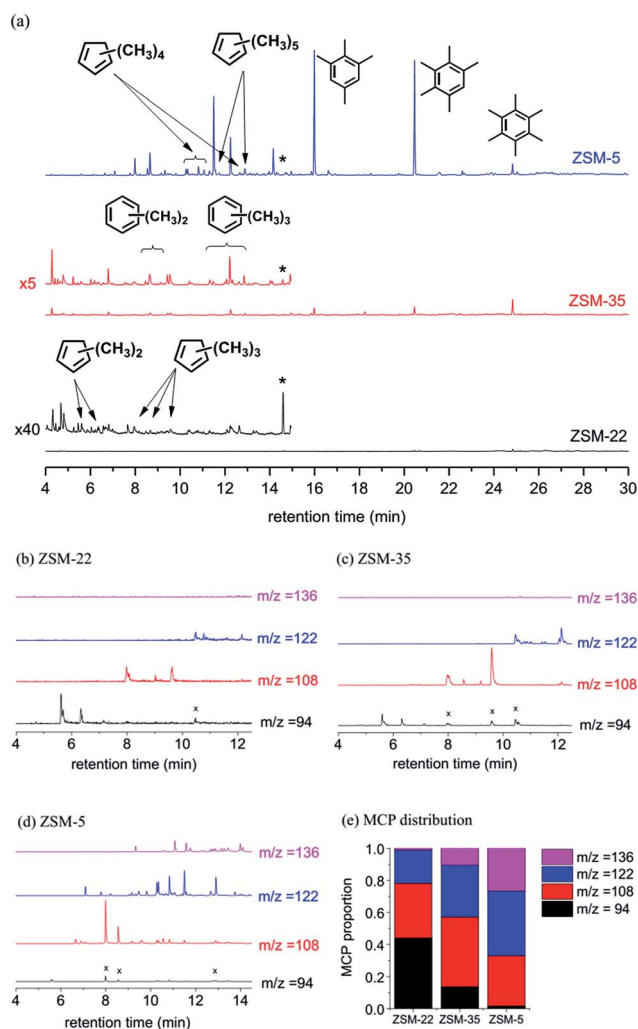 (a)
(CH₃)₄
(CH₃)₅
*
ZSM-5
(CH₃)₂
(CH₃)₃
x5
*
ZSM-35
(CH₃)₂
(CH₃)₃
*
x40
ZSM-22
4 6 8 10 12 14 16 18 20 22 24 26 28 30
retention time (min)
(b) ZSM-22
m/z =136
m/z =122
m/z =108
x
m/z =94
4 6 8 10 12
retention time (min)
(c) ZSM-35
m/z =136
m/z =122
m/z =108
x x x
m/z =94
4 6 8 10 12
retention time (min)
(d) ZSM-5
m/z =136
m/z =122
m/z =108
x x x
m/z =94
4 6 8 10 12 14
retention time (min)
(e) MCP distribution
1.0
0.8
0.6
0.4
0.2
0.0
MCP proportion
ZSM-22 ZSM-35 ZSM-5
m/z =136
m/z =122
m/z =108
m/z = 94